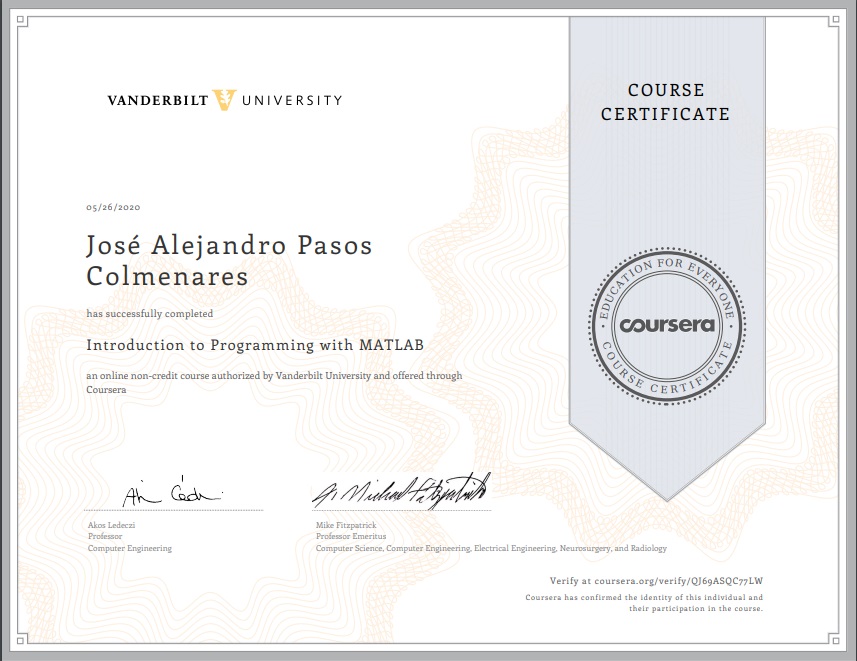 VANDERBILT UNIVERSITY
COURSE
CERTIFICATE
05/26/2020
José Alejandro Pasos
Colmenares
has successfully completed
Introduction to Programming with MATLAB
an online non-credit course authorized by Vanderbilt University and offered through
Coursera
EDUCATION FOR EVERYONE
coursera
COURSE CERTIFICATE
Akos Ledeczi
Professor
Computer Engineering
Mike Fitzpatrick
Professor Emeritus
Computer Science, Computer Engineering, Electrical Engineering, Neurosurgery, and Radiology
Verify at coursera.org/verify/QJ69ASQC77LW
Coursera has confirmed the identity of this individual and
their participation in the course.